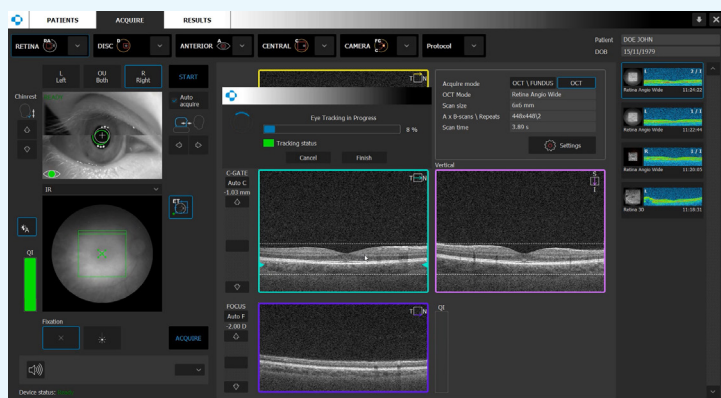 PATIENTS
ACQUIRE
RESULTS
RETINA RA
DISC D
ANTERIOR A
CENTRAL C
CAMERA FC
Protocol
Patient DOE JOHN
DOB 15/11/1979
L
Left
OU
Both
R
Right
START
Chinrest
Auto
acquire
IR
ET
QI
Fixation
ACQUIRE
Device status:
T N
Eye Tracking in Progress
8 %
Tracking status
Cancel
Finish
Acquire mode OCT \ FUNDUS OCT
OCT Mode Retina Angio Wide
Scan size 6x6 mm
A x B-scans \ Repeats 448x448\2
Scan time 3.80 s
Settings
C-GATE
Auto C
-1.03 mm
T N
Vertical
S
I
FOCUS
Auto F
-2.00 D
T N
QI
L 2 / 2
Retina Angio Wide 11:24:22
L
Retina Angio Wide 11:22:44
R
Retina Angio Wide
L
Retina 3D 11:18:31